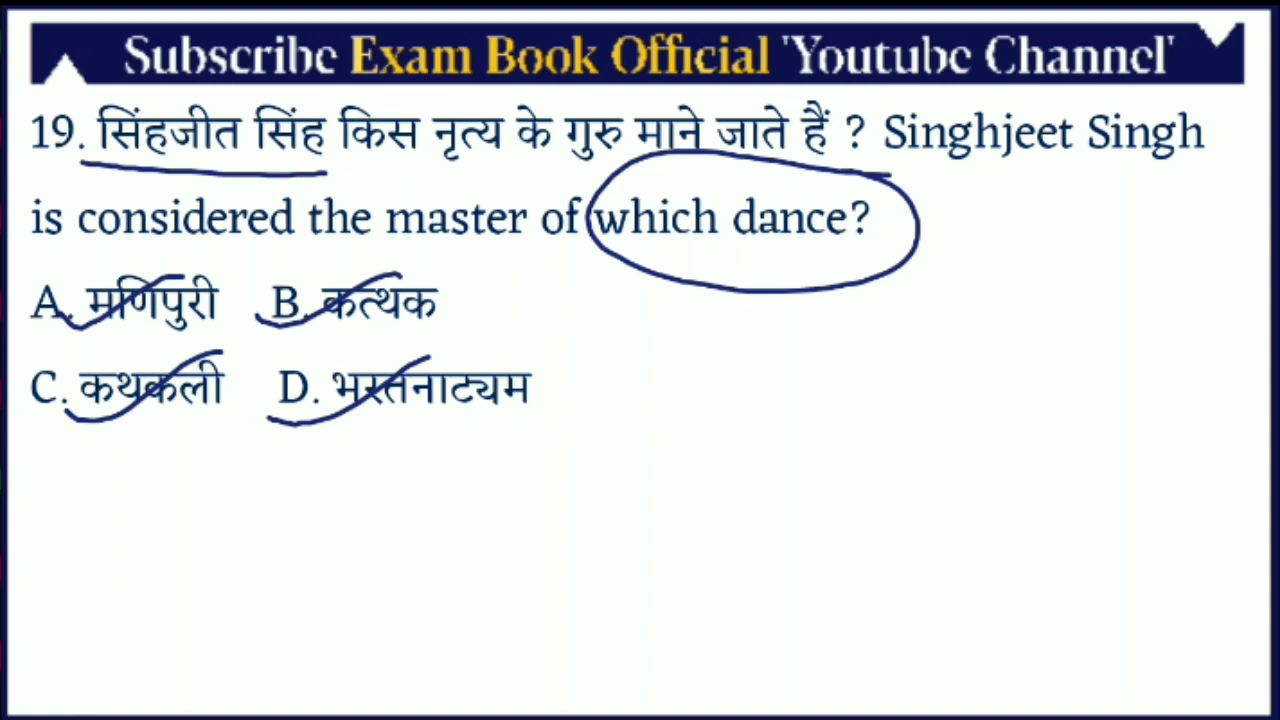 Subscribe Exam Book Official 'Youtube Channel'
19. सिंहजीत सिंह किस नृत्य के गुरु माने जाते हैं ? Singhjeet Singh
is considered the master of which dance?
A. मणिपुरी B. कत्थक
C. कथकली D. भरतनाट्यम